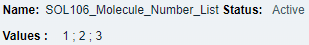 Name: SOL106_Molecule_Number_List Status: Active
Values : 1 ; 2 ; 3